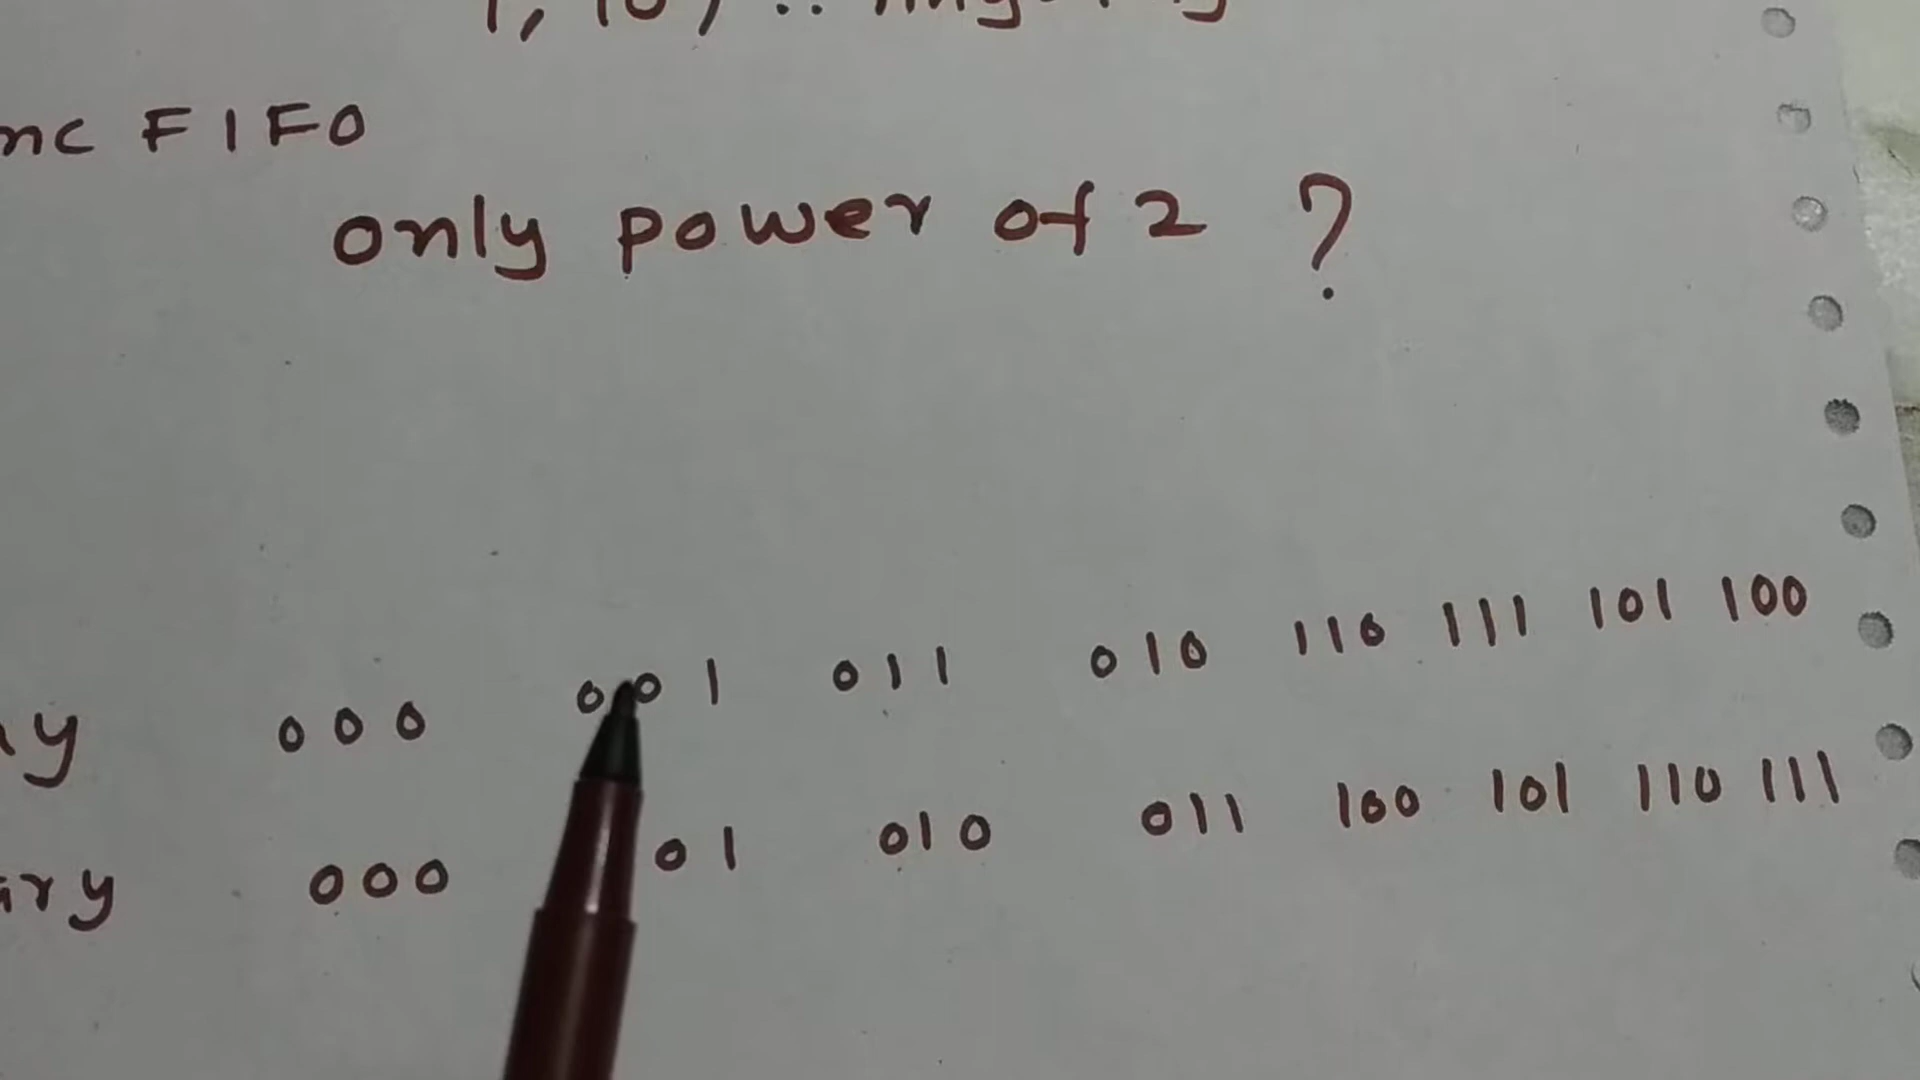 nc FIFO
only power of 2 ?
y 000 001 011 010 110 111 101 100
ary 000 01 010 011 100 101 110 111